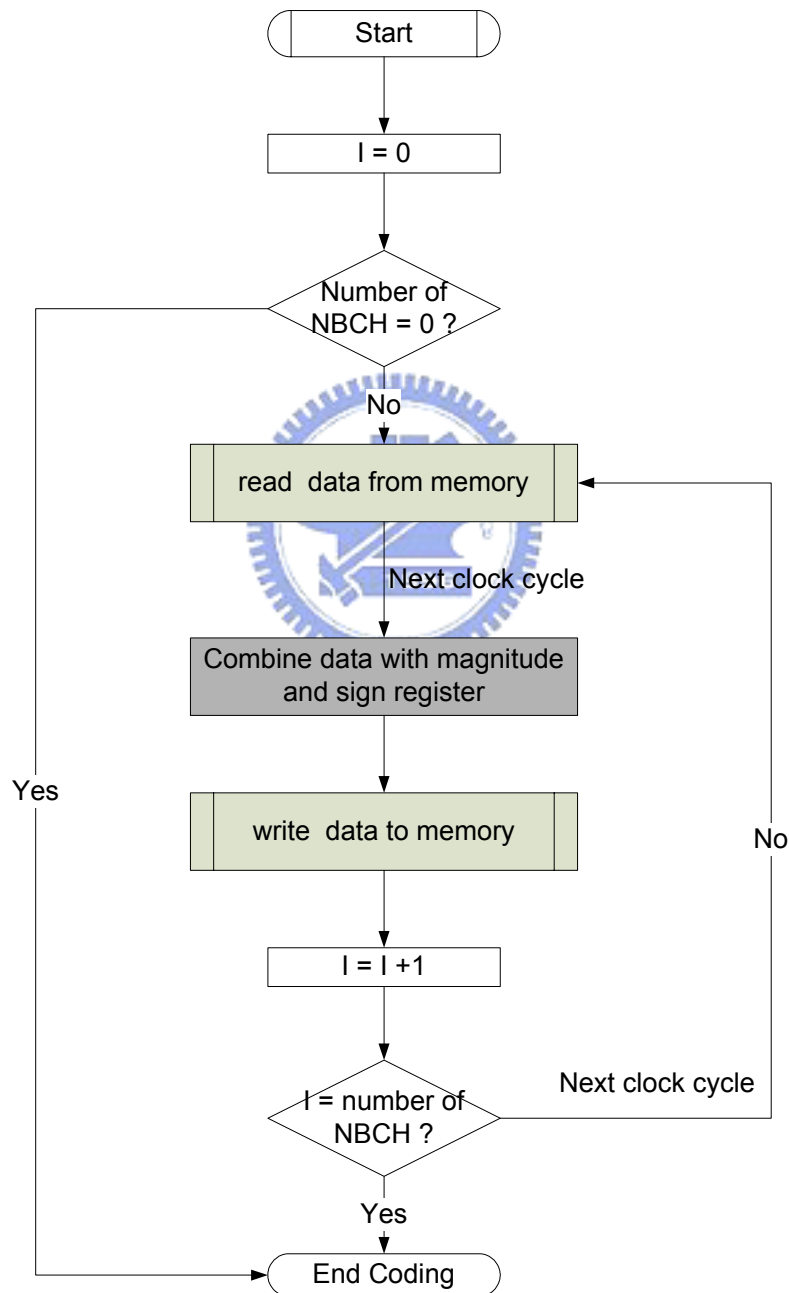 Start
I = 0
Number of
NBCH = 0 ?
No
read data from memory
Next clock cycle
Combine data with magnitude
and sign register
Yes
write data to memory
No
I = I +1
Next clock cycle
I = number of
NBCH ?
Yes
End Coding